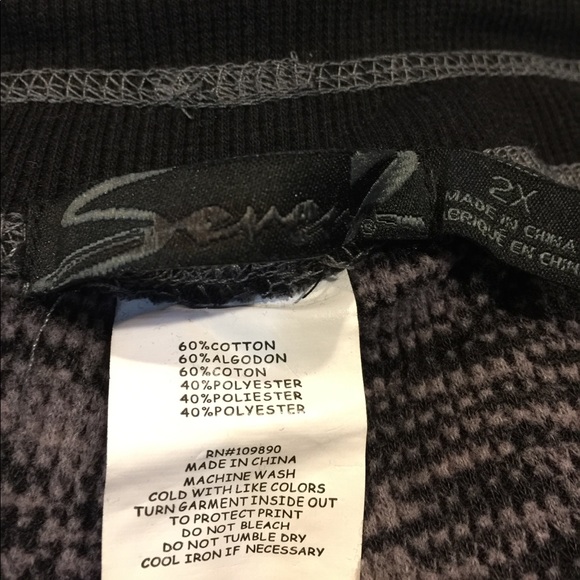 2X
MADE IN CHINA
FABRIQUE EN CHINE
60%COTTON
60%ALGODON
60%COTON
40%POLYESTER
40%POLIESTER
40%POLYESTER
RN#109890
MADE IN CHINA
MACHINE WASH
COLD WITH LIKE COLORS
TURN GARMENT INSIDE OUT
TO PROTECT PRINT
DO NOT BLEACH
DO NOT TUMBLE DRY
COOL IRON IF NECESSARY